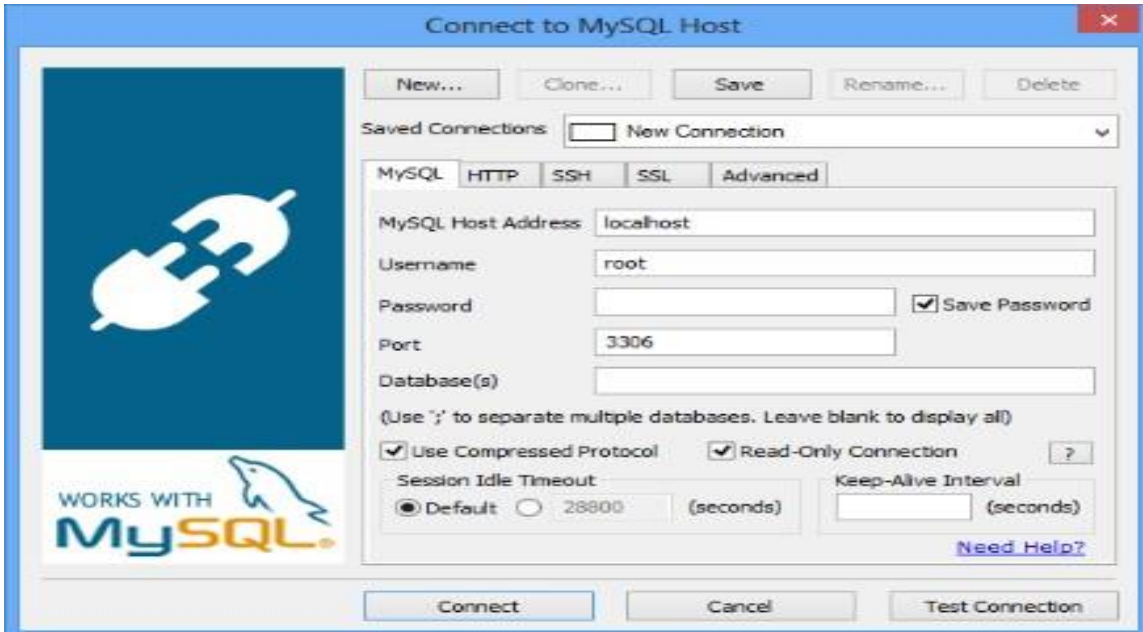 Connect to MySQL Host
New... Clone... Save Rename... Delete
Saved Connections New Connection
MySQL HTTP SSH SSL Advanced
MySQL Host Address localhost
Username root
Password Save Password
Port 3306
Database(s)
(Use ';' to separate multiple databases. Leave blank to display all)
Use Compressed Protocol Read-Only Connection ?
Session Idle Timeout Keep-Alive Interval
Default 28800 (seconds) (seconds)
Need Help?
WORKS WITH
MySQL®
Connect Cancel Test Connection